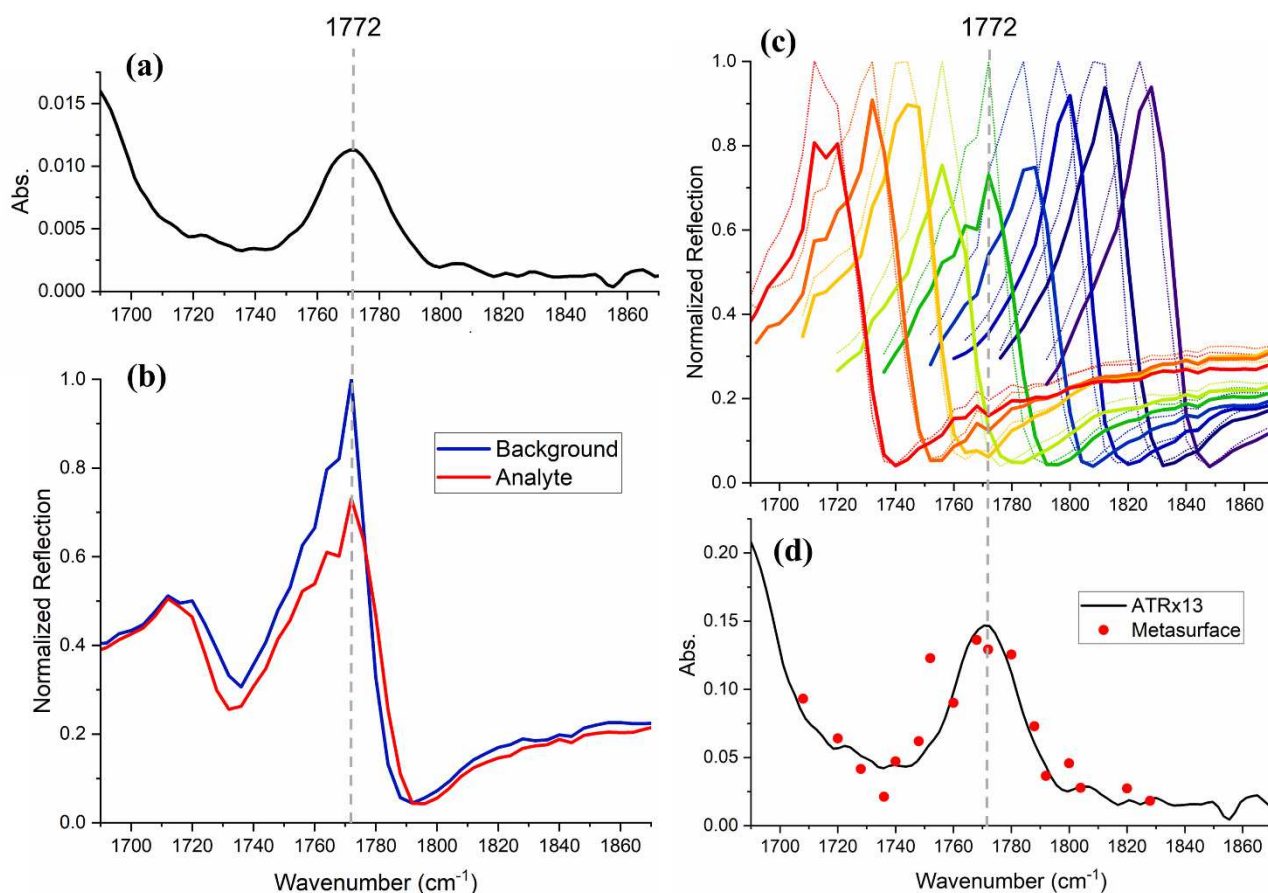 1772
(a)
Abs.
0.015
0.010
0.005
0.000
1700 1720 1740 1760 1780 1800 1820 1840 1860
(b)
Normalized Reflection
1.0
0.8
0.6
0.4
0.2
0.0
Background
Analyte
1700 1720 1740 1760 1780 1800 1820 1840 1860
Wavenumber (cm⁻¹)
1772
(c)
Normalized Reflection
1.0
0.8
0.6
0.4
0.2
0.0
1700 1720 1740 1760 1780 1800 1820 1840 1860
(d)
Abs.
0.20
0.15
0.10
0.05
0.00
ATRx13
Metasurface
1700 1720 1740 1760 1780 1800 1820 1840 1860
Wavenumber (cm⁻¹)